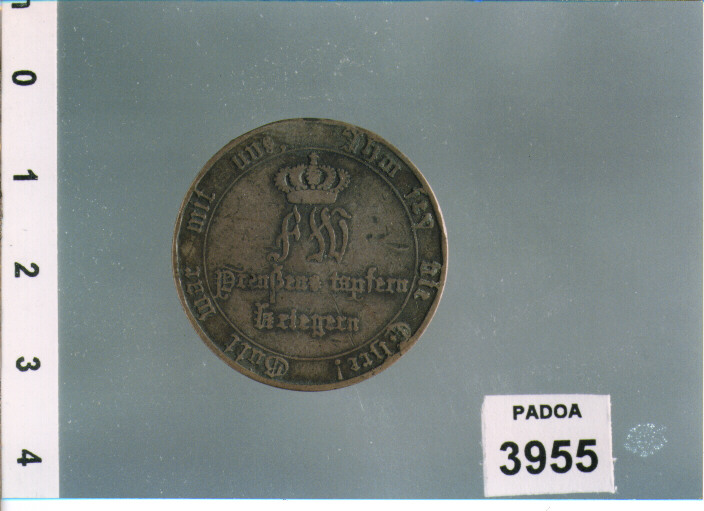 Gott war mit uns, Ihm sey die Ehre!
FW
Preußens tapfern
Kriegern
0
1
2
3
4
PADOA
3955